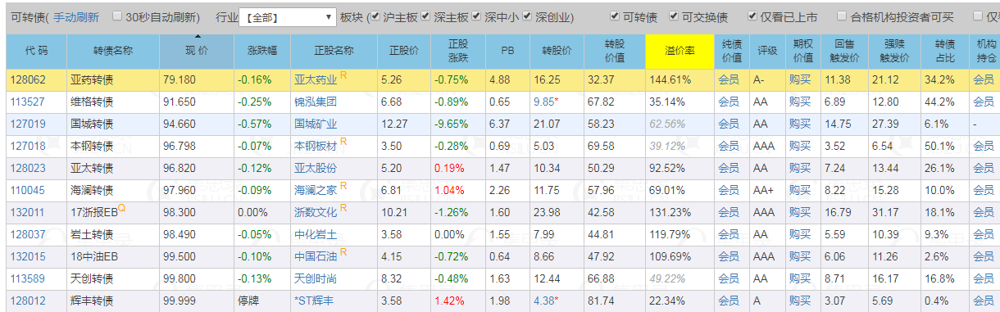 可转债( 手动刷新 30秒自动刷新) 行业 【全部】 板块 (沪主板 深主板 深中小 深创业) 可转债 可交换债 仅看已上市 合格机构投资者可买
代 码 转债名称 现 价 涨跌幅 正股名称 正股价 正股涨跌 PB 转股价 转股价值 溢价率 纯债价值 评级 期权价值 回售触发价 强赎触发价 转债占比 机构持仓
128062 亚药转债 79.180 -0.16% 亚太药业R 5.26 -0.75% 4.88 16.25 32.37 144.61% 会员 A- 购买 11.38 21.12 34.2% 会员
113527 维格转债 91.650 -0.25% 锦泓集团 6.68 -0.89% 0.65 9.85* 67.82 35.14% 会员 AA 购买 6.89 12.80 44.2% 会员
127019 国城转债 94.660 -0.57% 国城矿业 12.27 -9.65% 6.37 21.07 58.23 62.56% 会员 AA 购买 14.75 27.39 6.1% -
127018 本钢转债 96.798 -0.07% 本钢板材R 3.50 -0.28% 0.69 5.03 69.58 39.12% 会员 AAA 购买 3.52 6.54 50.1% 会员
128023 亚太转债 96.820 -0.12% 亚太股份 5.20 0.19% 1.47 10.34 50.29 92.52% 会员 AA 购买 7.24 13.44 26.1% 会员
110045 海澜转债 97.960 -0.09% 海澜之家R 6.81 1.04% 2.26 11.75 57.96 69.01% 会员 AA+ 购买 8.22 15.28 10.0% 会员
132011 17浙报EBQ 98.300 0.00% 浙数文化R 10.21 -1.26% 1.60 23.98 42.58 131.23% 会员 AAA 购买 16.79 31.17 18.1% 会员
128037 岩土转债 98.490 -0.05% 中化岩土 3.58 0.00% 1.55 7.99 44.81 119.79% 会员 AA 购买 5.59 10.39 9.3% 会员
132015 18中油EB 99.500 -0.10% 中国石油R 4.15 -0.72% 0.64 8.66 47.92 109.69% 会员 AAA 购买 6.06 11.26 2.6% 会员
113589 天创转债 99.800 -0.13% 天创时尚 8.32 -0.48% 1.63 12.44 66.88 49.22% 会员 AA 购买 8.71 16.17 16.8% 会员
128012 辉丰转债 99.999 停牌 *ST辉丰 3.58 1.42% 1.98 4.38* 81.74 22.34% 会员 A 购买 3.07 5.69 0.4% 会员